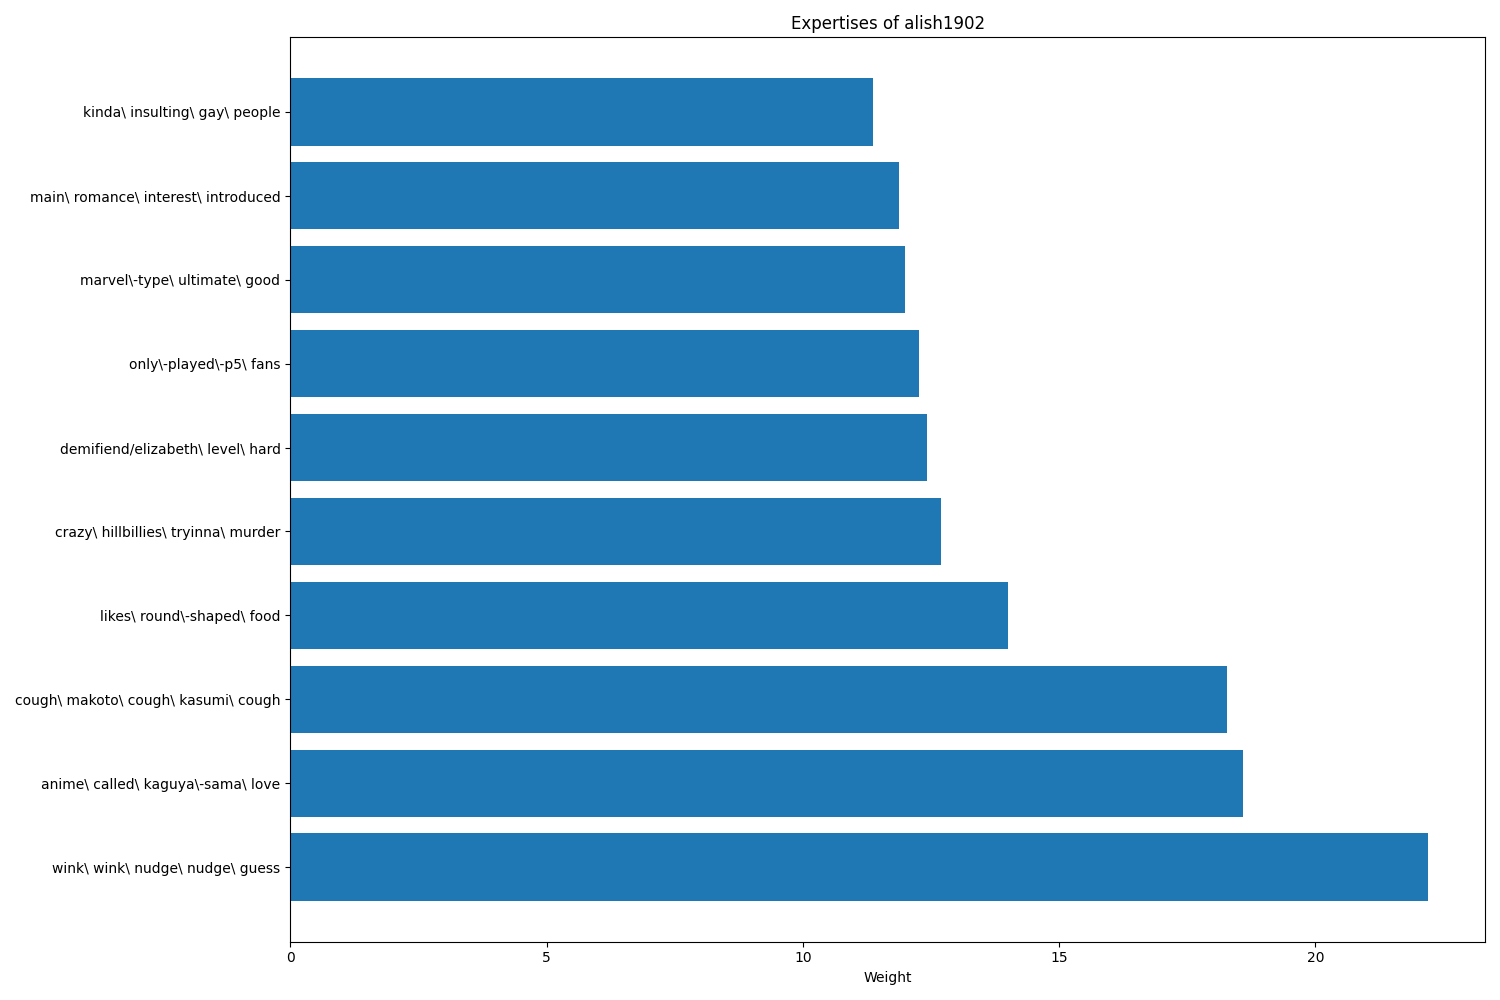 Expertises of alish1902
kinda\ insulting\ gay\ people
main\ romance\ interest\ introduced
marvel\-type\ ultimate\ good
only\-played\-p5\ fans
demifiend/elizabeth\ level\ hard
crazy\ hillbillies\ tryinna\ murder
likes\ round\-shaped\ food
cough\ makoto\ cough\ kasumi\ cough
anime\ called\ kaguya\-sama\ love
wink\ wink\ nudge\ nudge\ guess
0 5 10 15 20
Weight